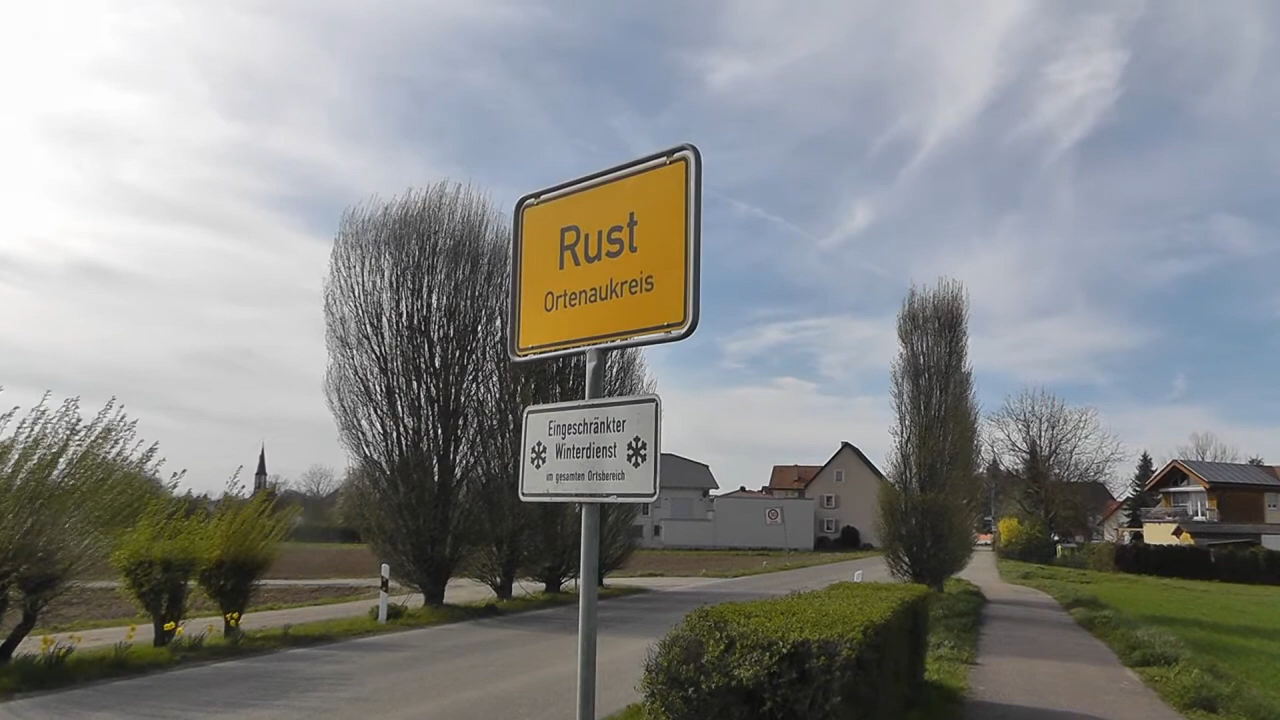 Rust
Ortenaukreis
Eingeschränkter
Winterdienst
im gesamten Ortsbereich